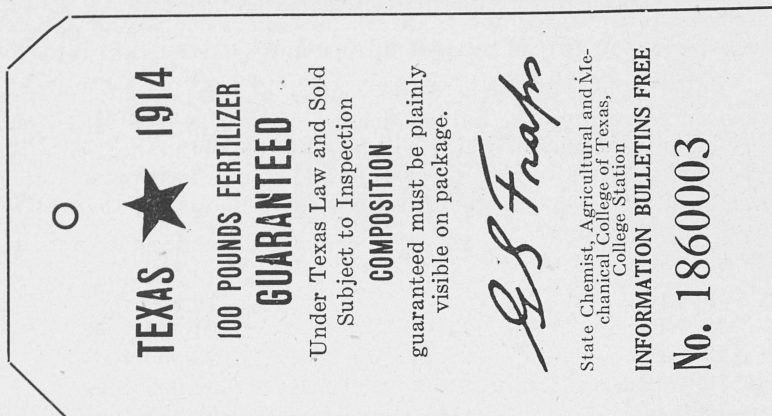 TEXAS ★ 1914
100 POUNDS FERTILIZER
GUARANTEED
Under Texas Law and Sold
Subject to Inspection
COMPOSITION
guaranteed must be plainly
visible on package.
G S Fraps
State Chemist, Agricultural and Me-
chanical College of Texas,
College Station
INFORMATION BULLETINS FREE
No. 1860003